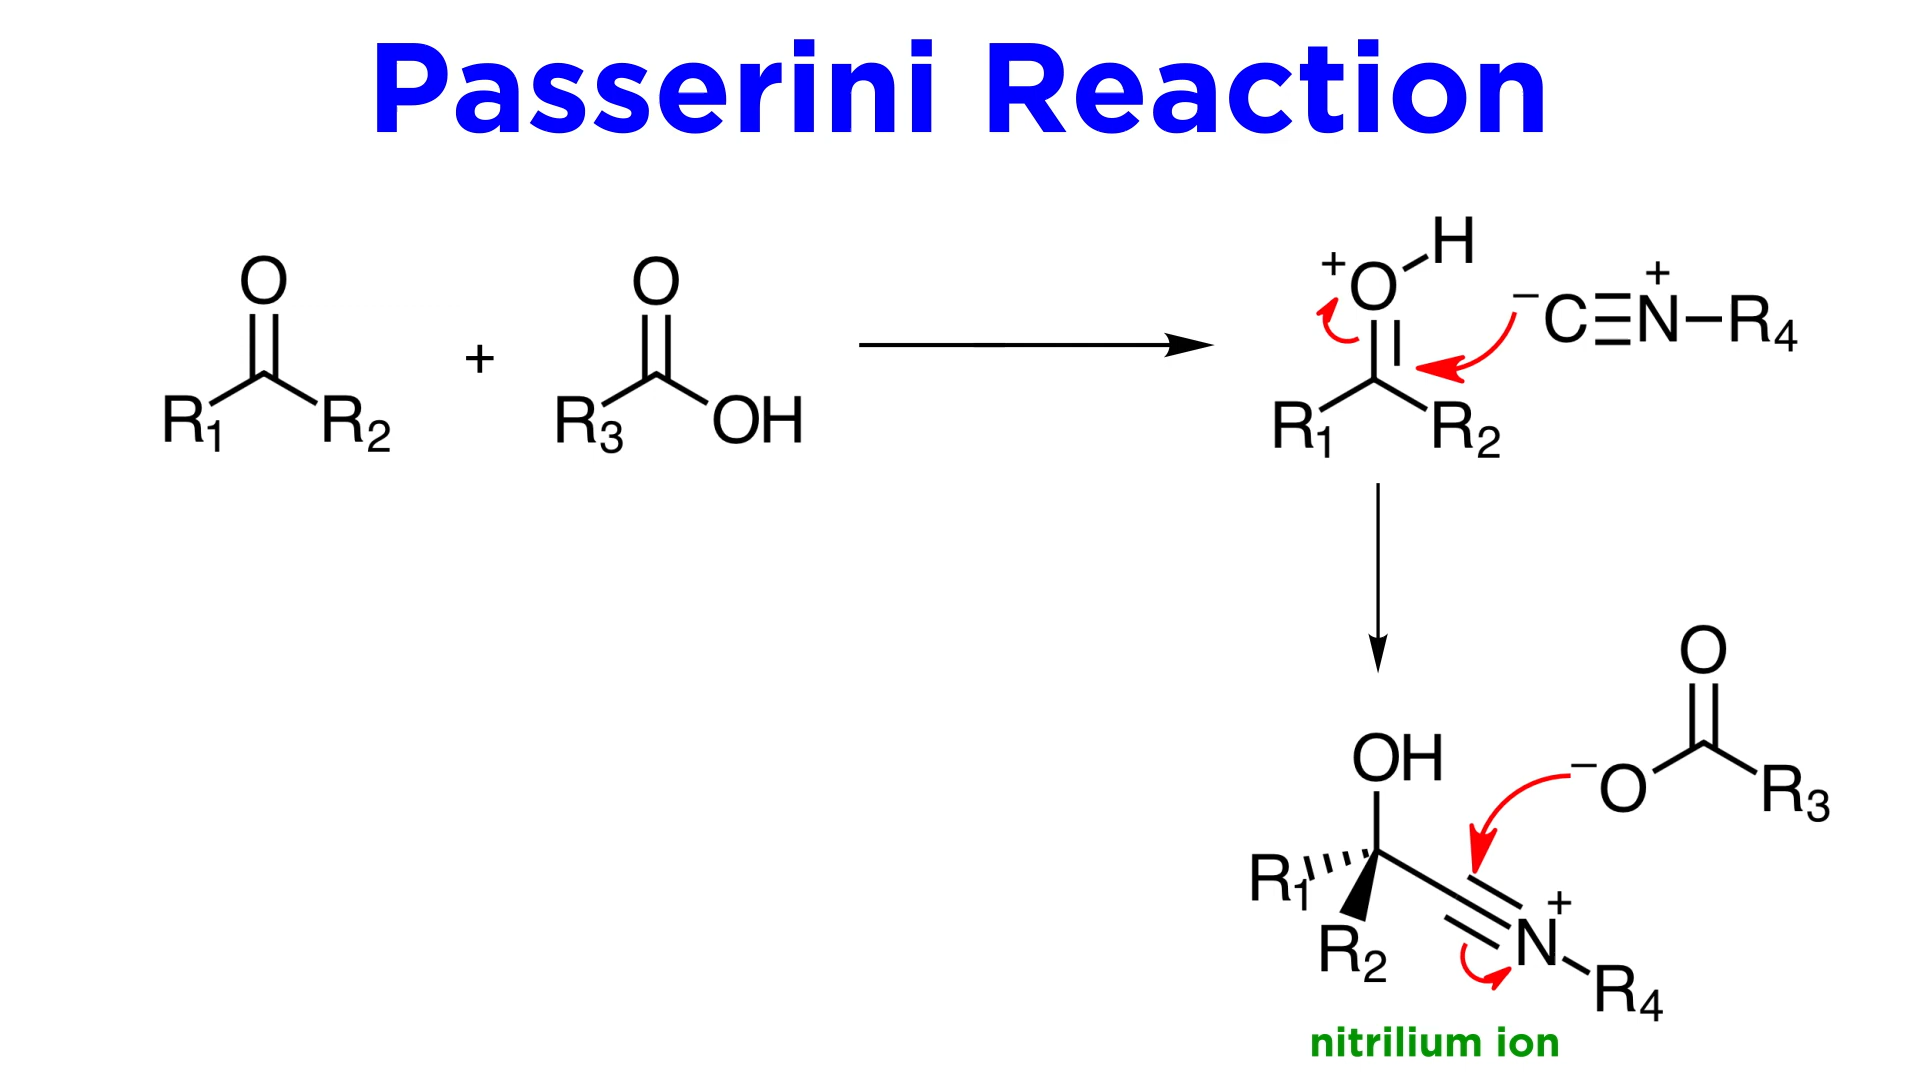 Passerini Reaction
O
R1 R2
+
O
R3 OH
+ O H
R1 R2
− C N + R4
OH
R1
R2
N +
R4
O
− O R3
nitrilium ion